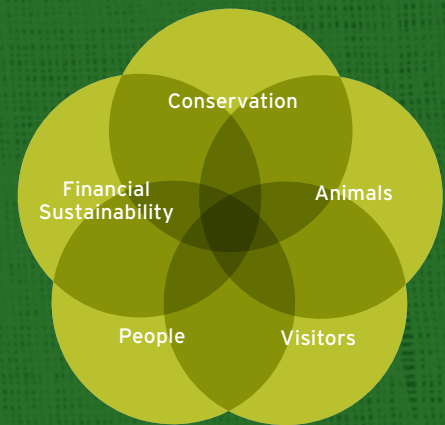 Conservation
Financial
Sustainability
Animals
People
Visitors